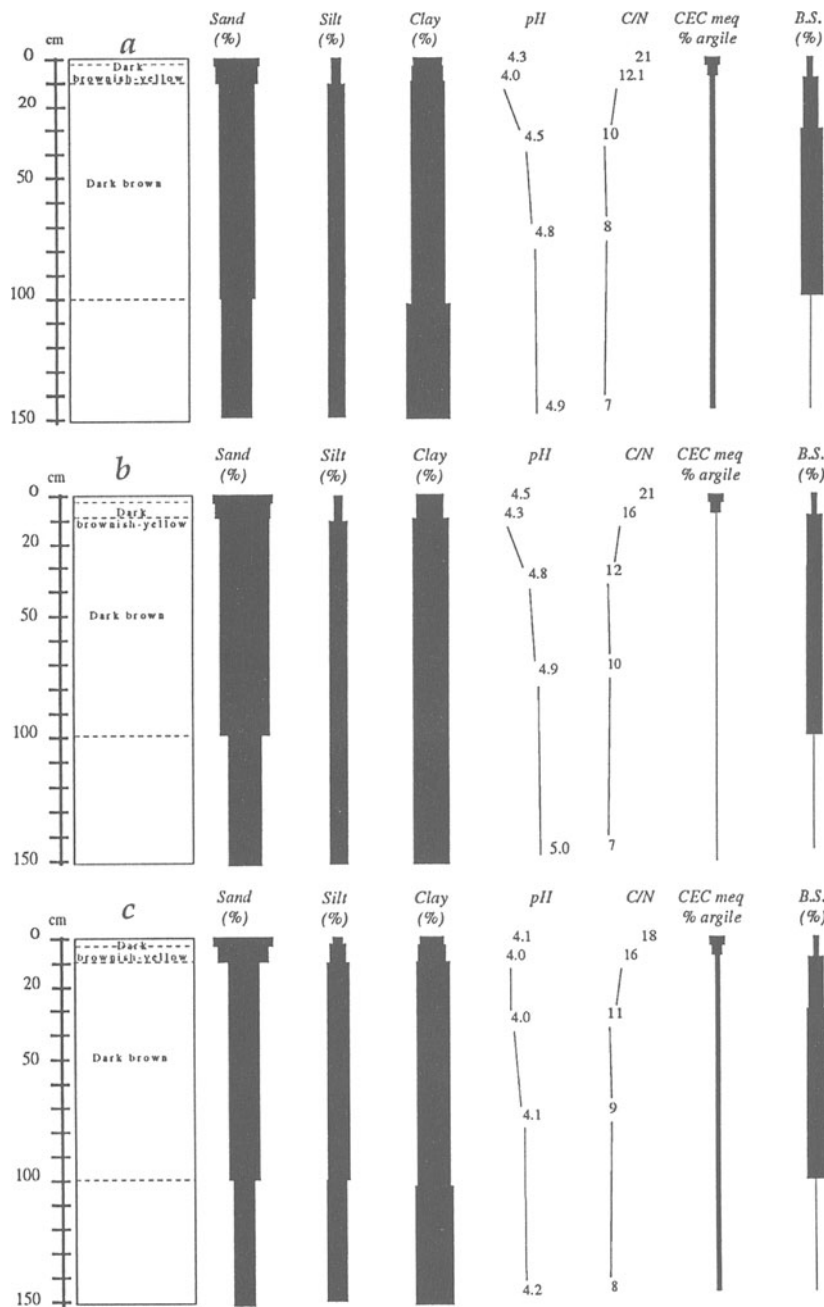 Sand Silt Clay pH C/N CEC meq B.S.
cm a (%) (%) (%) % argile (%)
0 Dark 4.3 21
brownish-yellow 4.0 12.1
20
4.5 10
50 Dark brown
4.8 8
100
150 4.9 7
Sand Silt Clay pH C/N CEC meq B.S.
cm b (%) (%) (%) % argile (%)
0 4.5 21
Dark 4.3 16
brownish-yellow
20
4.8 12
50 Dark brown
4.9 10
100
150 5.0 7
Sand Silt Clay pH C/N CEC meq B.S.
cm c (%) (%) (%) % argile (%)
0 Dark 4.1 18
brownish-yellow 4.0 16
20
4.0 11
50 Dark brown
4.1 9
100
150 4.2 8